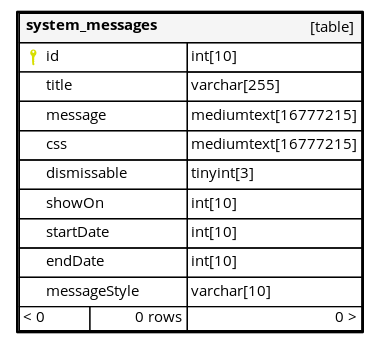 system_messages [table]
id int[10]
title varchar[255]
message mediumtext[16777215]
css mediumtext[16777215]
dismissable tinyint[3]
showOn int[10]
startDate int[10]
endDate int[10]
messageStyle varchar[10]
< 0 0 rows 0 >